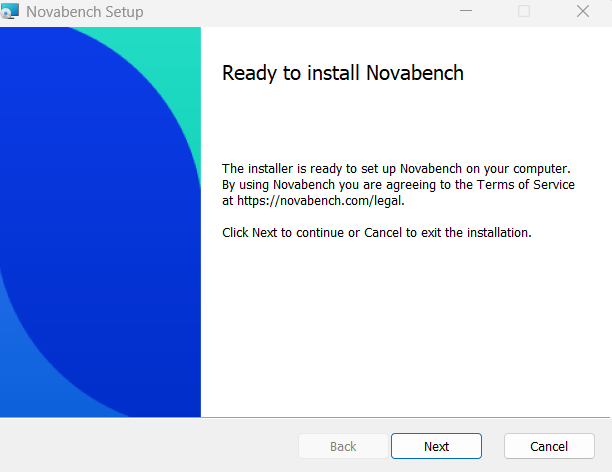 Novabench Setup
Ready to install Novabench
The installer is ready to set up Novabench on your computer.
By using Novabench you are agreeing to the Terms of Service
at https://novabench.com/legal.
Click Next to continue or Cancel to exit the installation.
Back Next Cancel